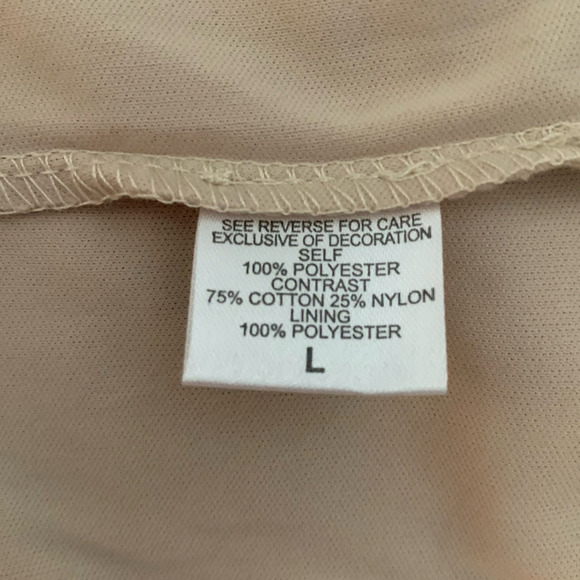 SEE REVERSE FOR CARE
EXCLUSIVE OF DECORATION
SELF
100% POLYESTER
CONTRAST
75% COTTON 25% NYLON
LINING
100% POLYESTER
L